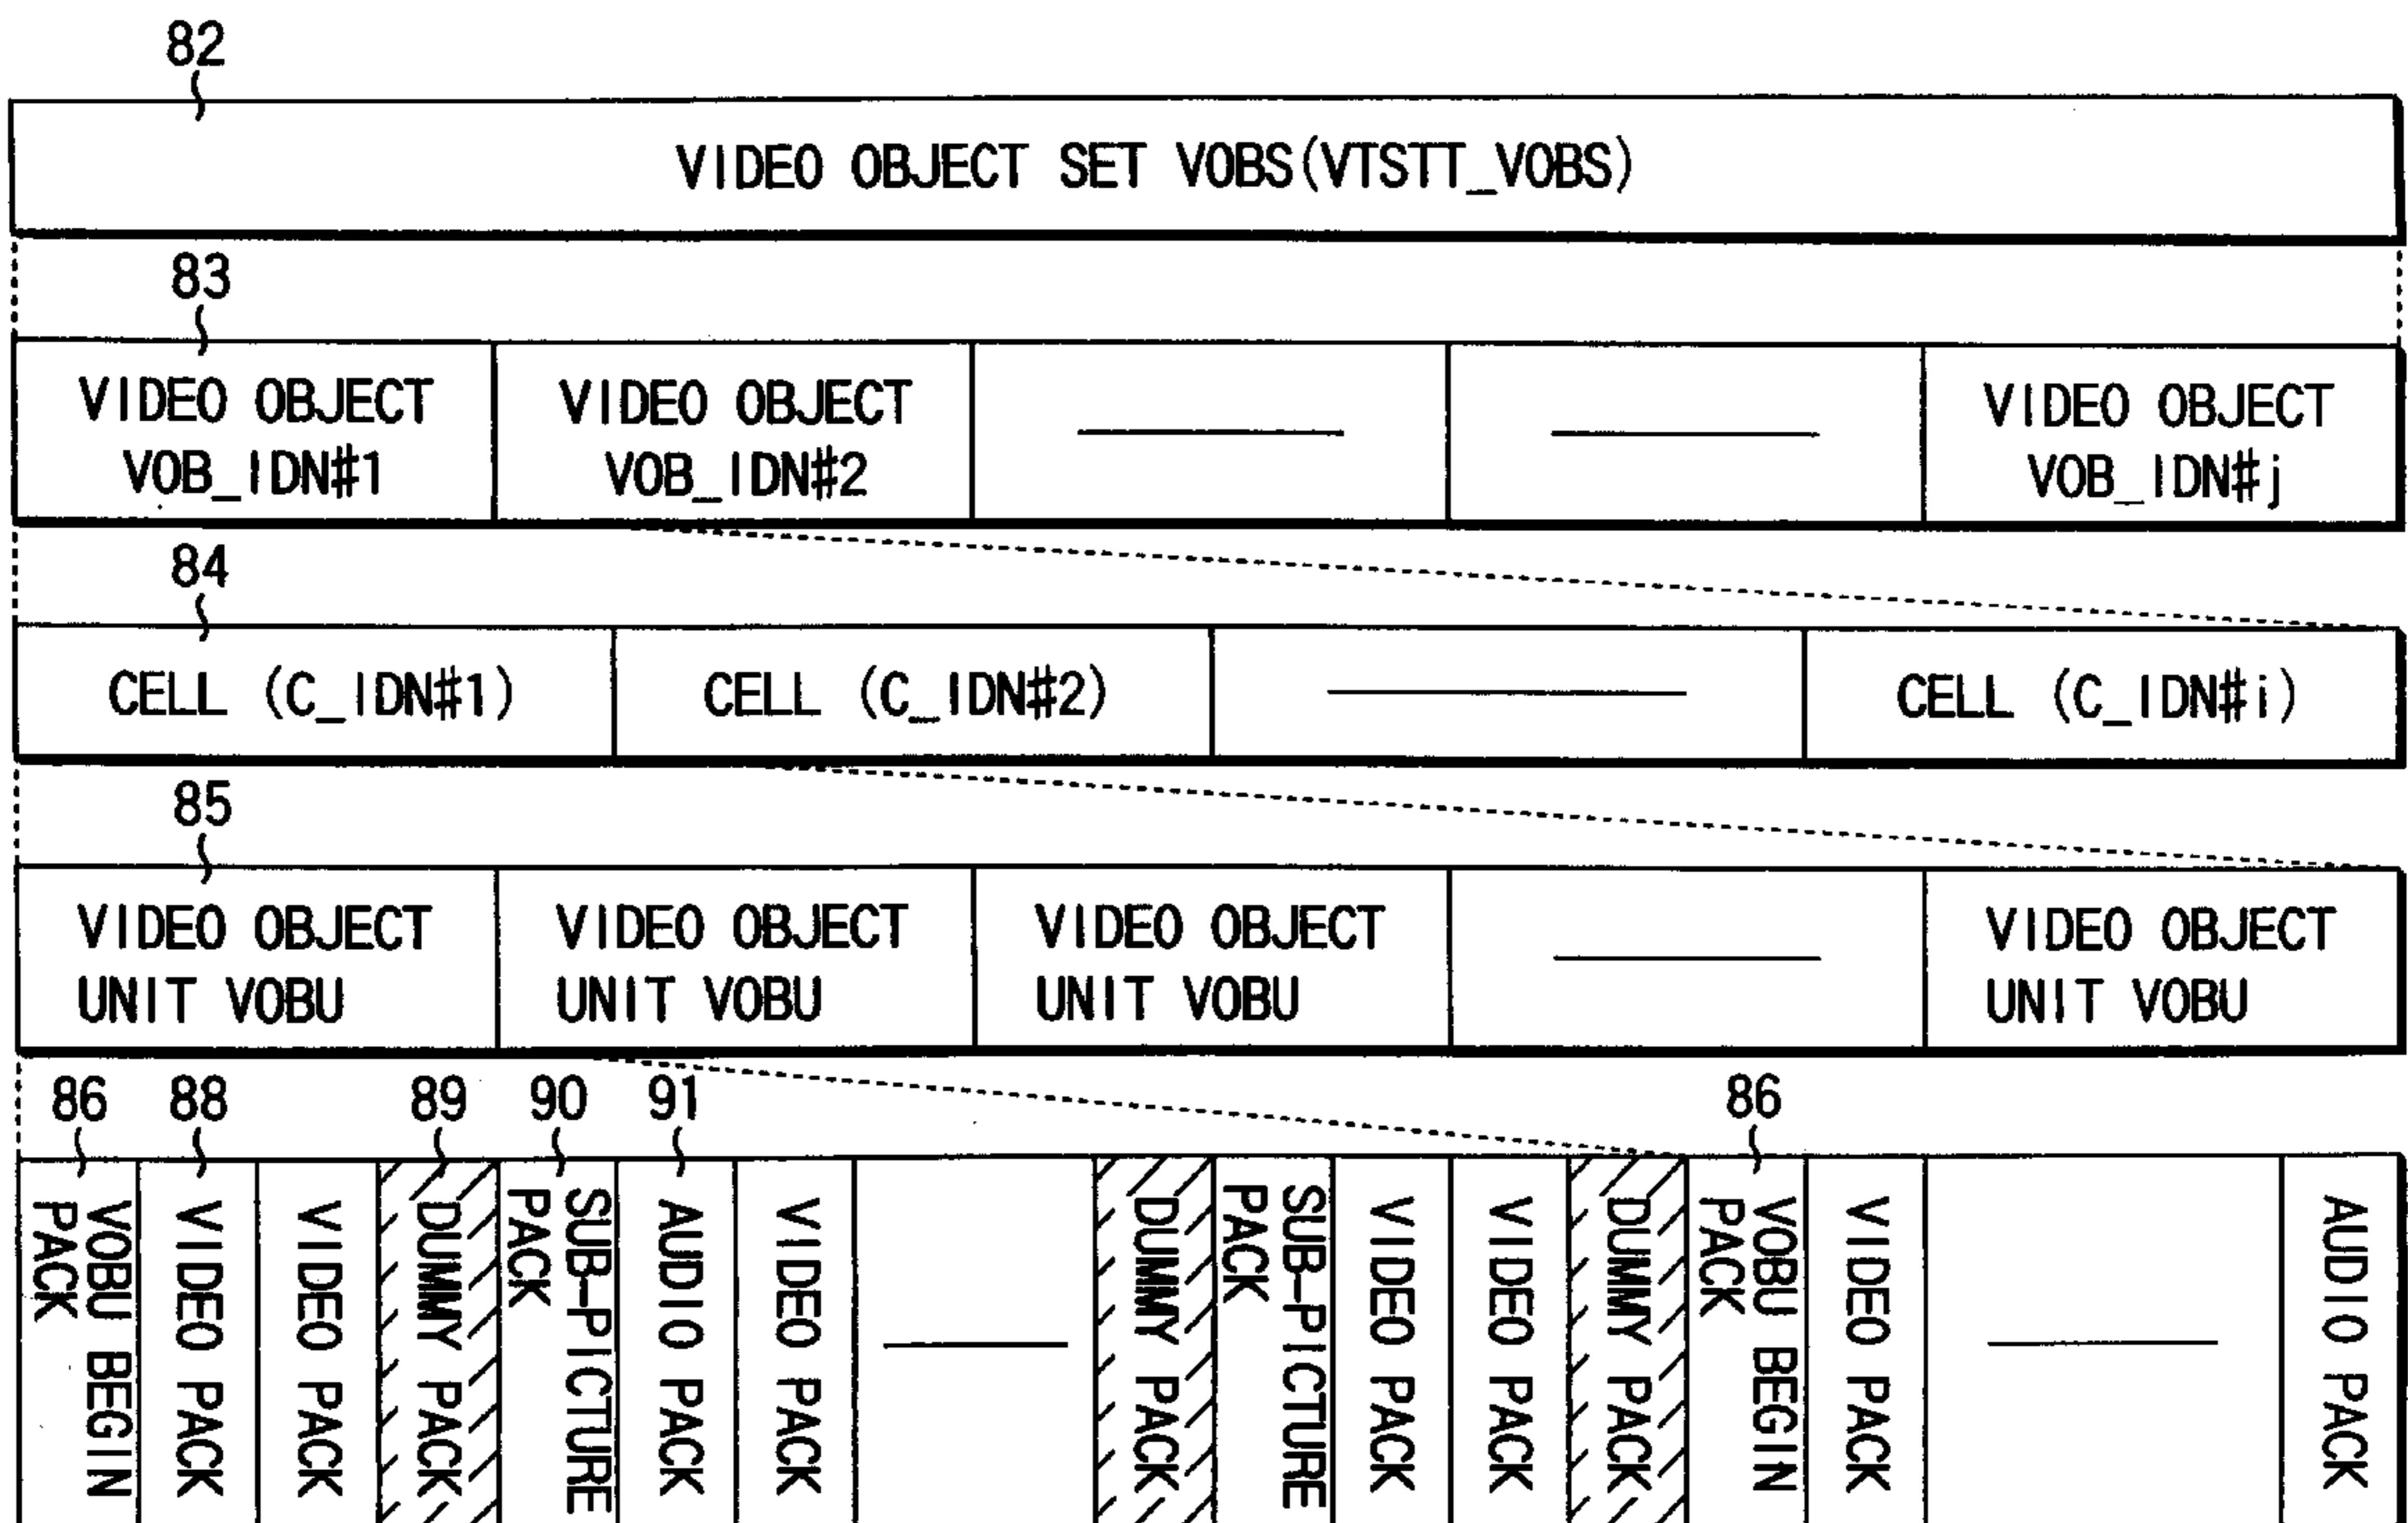 82
VIDEO OBJECT SET VOBS(VTSTT_VOBS)
83
VIDEO OBJECT
VOB_IDN#1
VIDEO OBJECT
VOB_IDN#2
VIDEO OBJECT
VOB_IDN#j
84
CELL (C_IDN#1)
CELL (C_IDN#2)
CELL (C_IDN#i)
85
VIDEO OBJECT
UNIT VOBU
VIDEO OBJECT
UNIT VOBU
VIDEO OBJECT
UNIT VOBU
VIDEO OBJECT
UNIT VOBU
86
88
89
90
91
86
VOBU BEGIN
PACK
VIDEO PACK
VIDEO PACK
DUMMY PACK
SUB-PICTURE
PACK
AUDIO PACK
VIDEO PACK
DUMMY PACK
SUB-PICTURE
PACK
VIDEO PACK
VIDEO PACK
DUMMY PACK
VOBU BEGIN
PACK
VIDEO PACK
AUDIO PACK